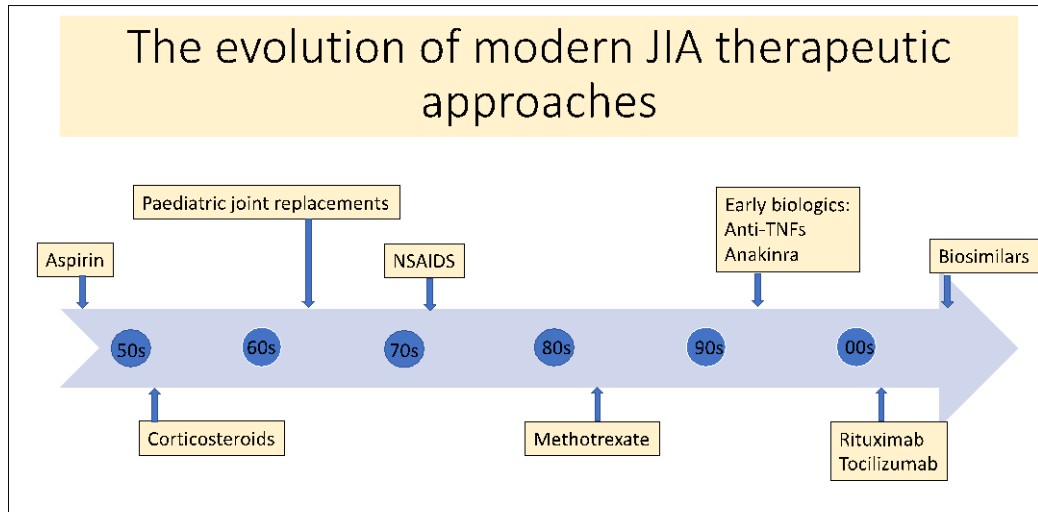 The evolution of modern JIA therapeutic
approaches
Paediatric joint replacements
Early biologics:
Anti-TNFs
Anakinra
Aspirin
NSAIDS
Biosimilars
50s
60s
70s
80s
90s
00s
Corticosteroids
Methotrexate
Rituximab
Tocilizumab